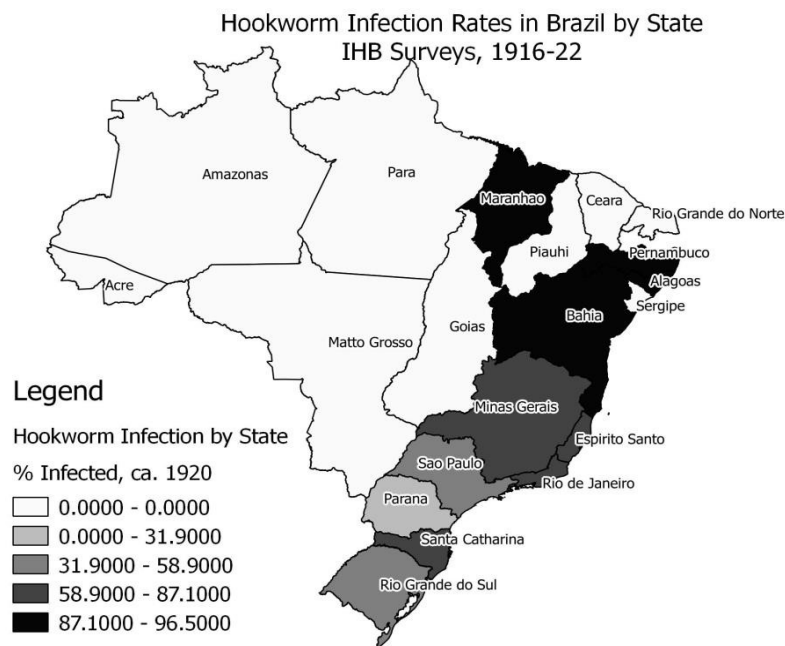 Hookworm Infection Rates in Brazil by State
IHB Surveys, 1916-22
Amazonas
Para
Maranhao
Ceara
Rio Grande do Norte
Piauhi
Pernambuco
Acre
Alagoas
Sergipe
Bahia
Goias
Matto Grosso
Minas Gerais
Espirito Santo
Sao Paulo
Rio de Janeiro
Parana
Santa Catharina
Rio Grande do Sul
Legend
Hookworm Infection by State
% Infected, ca. 1920
0.0000 - 0.0000
0.0000 - 31.9000
31.9000 - 58.9000
58.9000 - 87.1000
87.1000 - 96.5000